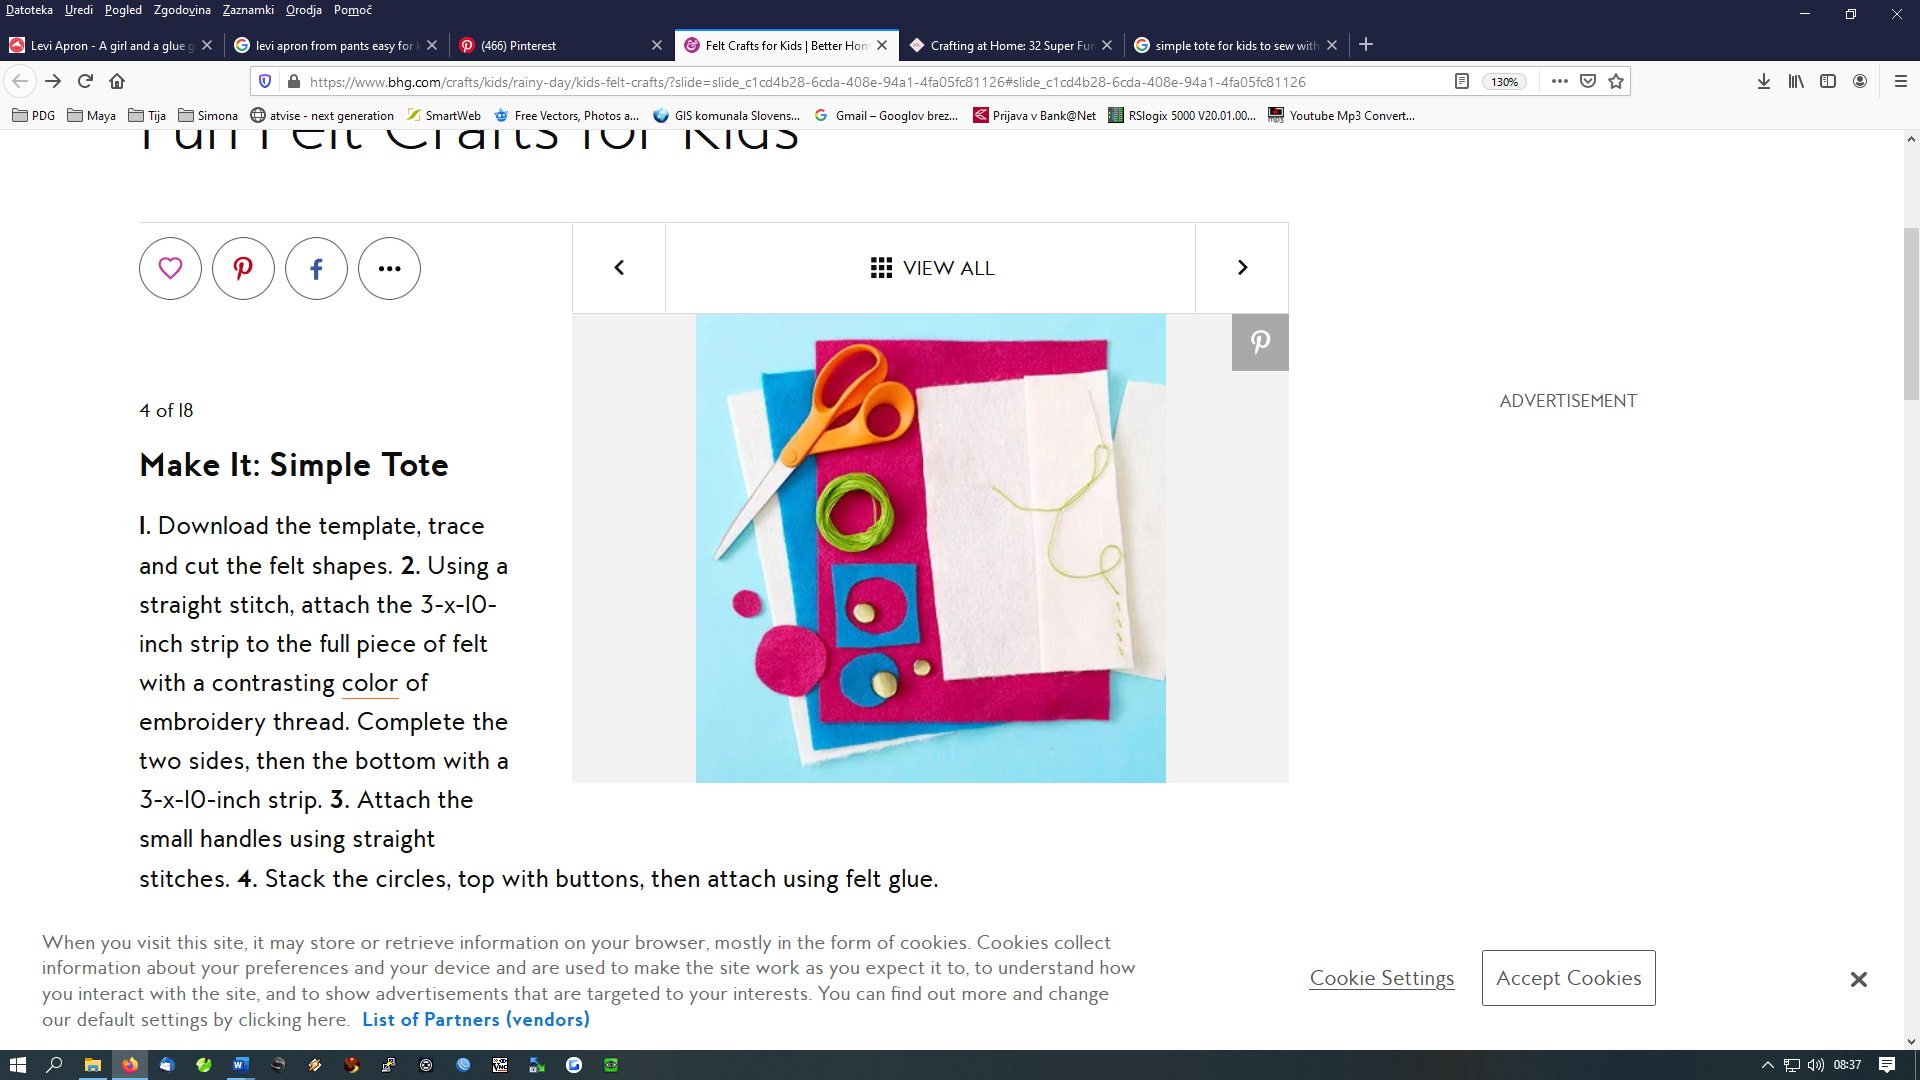 Datoteka Uredi Pogled Zgodovina Zaznamki Orodja Pomoč
Levi Apron - A girl and a glue g
levi apron from pants easy for k
(466) Pinterest
Felt Crafts for Kids | Better Hom
Crafting at Home: 32 Super Fun
simple tote for kids to sew with
https://www.bhg.com/crafts/kids/rainy-day/kids-felt-crafts/?slide=slide_c1cd4b28-6cda-408e-94a1-4fa05fc81126#slide_c1cd4b28-6cda-408e-94a1-4fa05fc81126
130%
PDG Maya Tija Simona atvise - next generation SmartWeb Free Vectors, Photos a... GIS komunala Slovens... Gmail – Googlov brez... Prijava v Bank@Net RSlogix 5000 V20.01.00... Youtube Mp3 Convert...
Fun Felt Crafts for Kids
VIEW ALL
ADVERTISEMENT
4 of 18
Make It: Simple Tote
1. Download the template, trace
and cut the felt shapes. 2. Using a
straight stitch, attach the 3-x-10-
inch strip to the full piece of felt
with a contrasting color of
embroidery thread. Complete the
two sides, then the bottom with a
3-x-10-inch strip. 3. Attach the
small handles using straight
stitches. 4. Stack the circles, top with buttons, then attach using felt glue.
When you visit this site, it may store or retrieve information on your browser, mostly in the form of cookies. Cookies collect
information about your preferences and your device and are used to make the site work as you expect it to, to understand how
you interact with the site, and to show advertisements that are targeted to your interests. You can find out more and change
our default settings by clicking here. List of Partners (vendors)
Cookie Settings
Accept Cookies
08:37